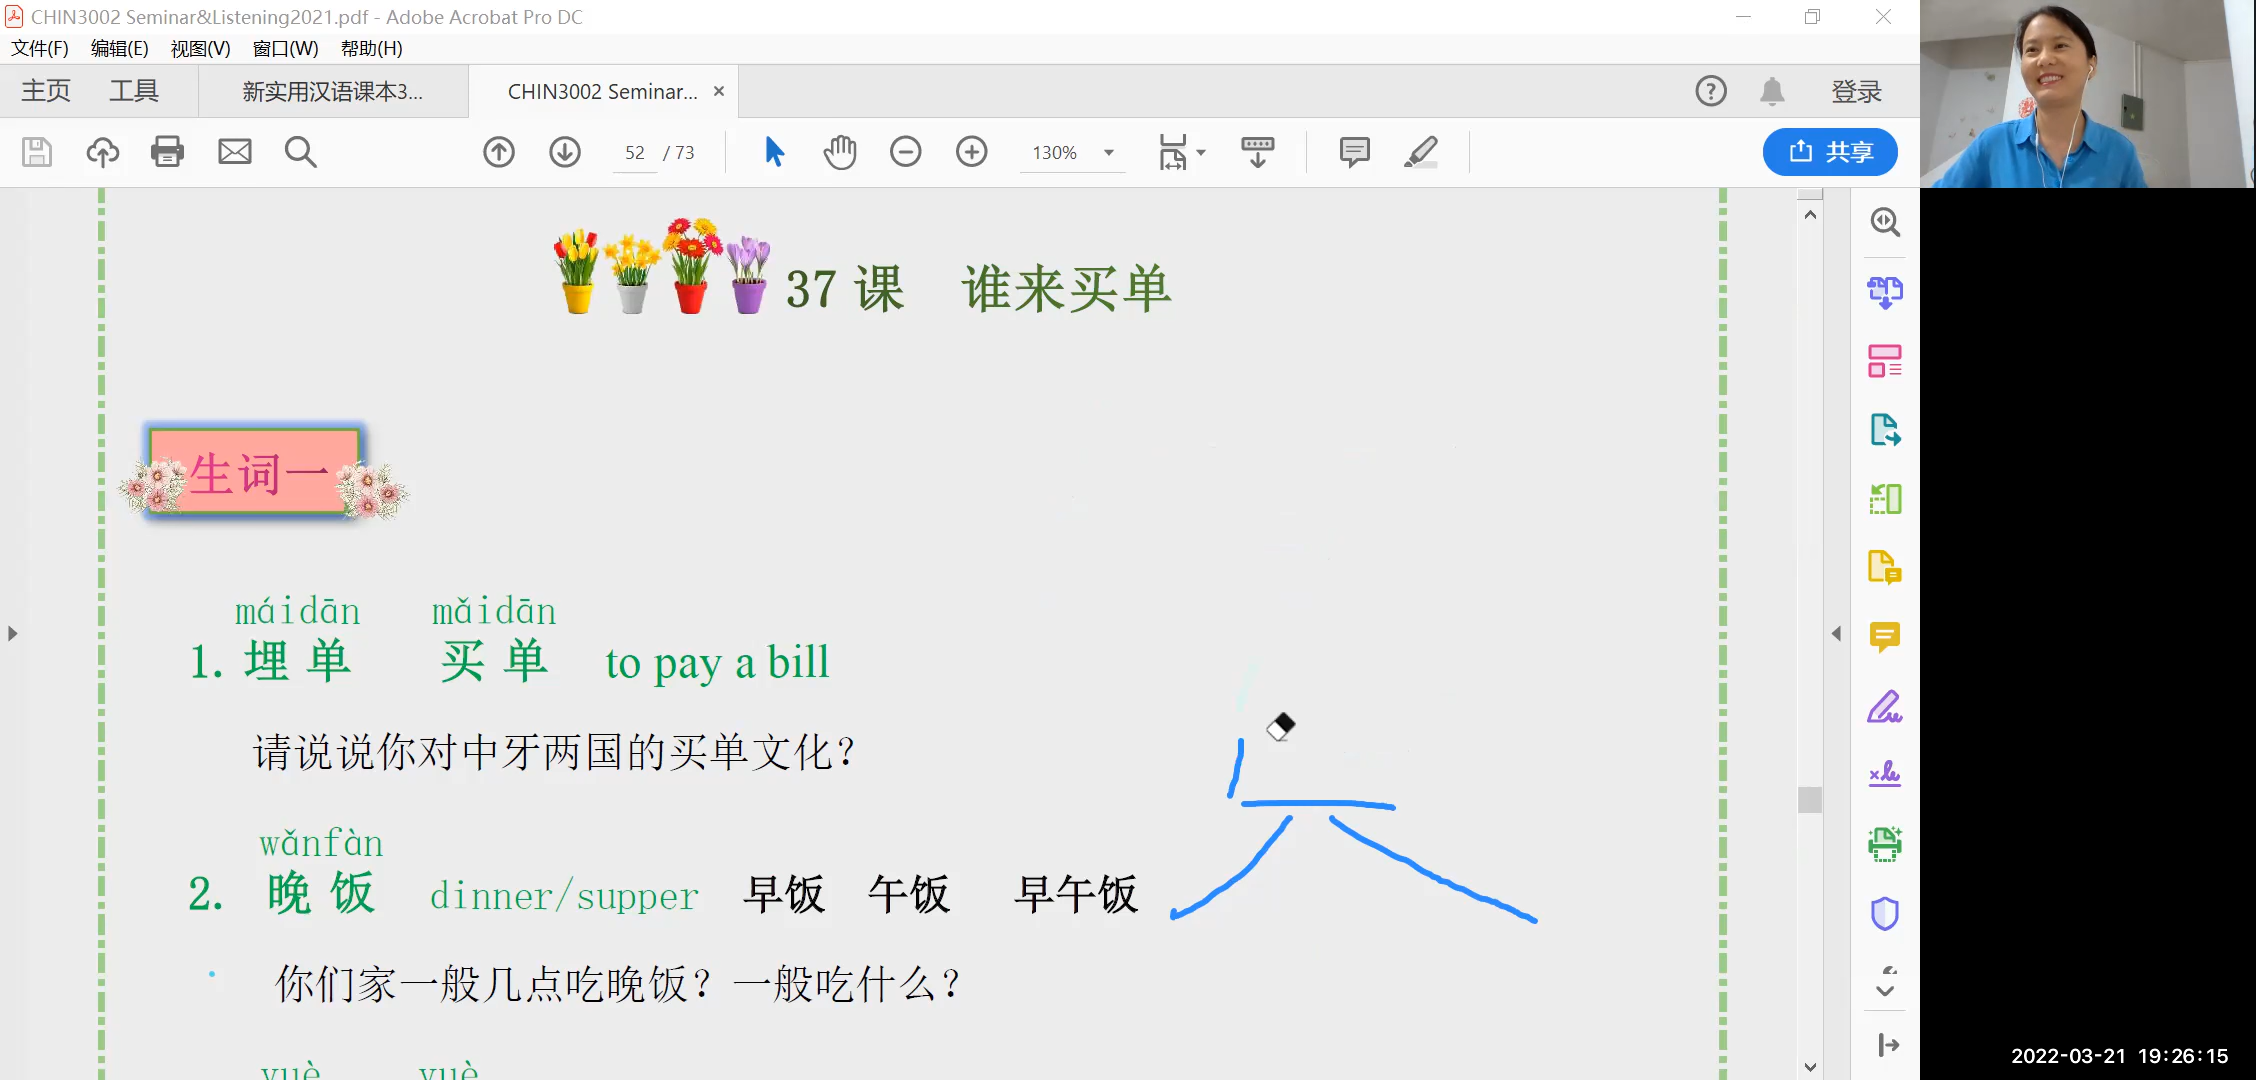 CHIN3002 Seminar&Listening2021.pdf - Adobe Acrobat Pro DC
文件(F) 编辑(E) 视图(V) 窗口(W) 帮助(H)
主页 工具 新实用汉语课本3... CHIN3002 Seminar... × 登录
52 / 73 130% 共享
37 课 谁来买单
生词一
máidān mǎidān
1. 埋 单 买 单 to pay a bill
请说说你对中牙两国的买单文化？
wǎnfàn
2. 晚 饭 dinner/supper 早饭 午饭 早午饭
你们家一般几点吃晚饭？一般吃什么？
yuè yuè
2022-03-21 19:26:15